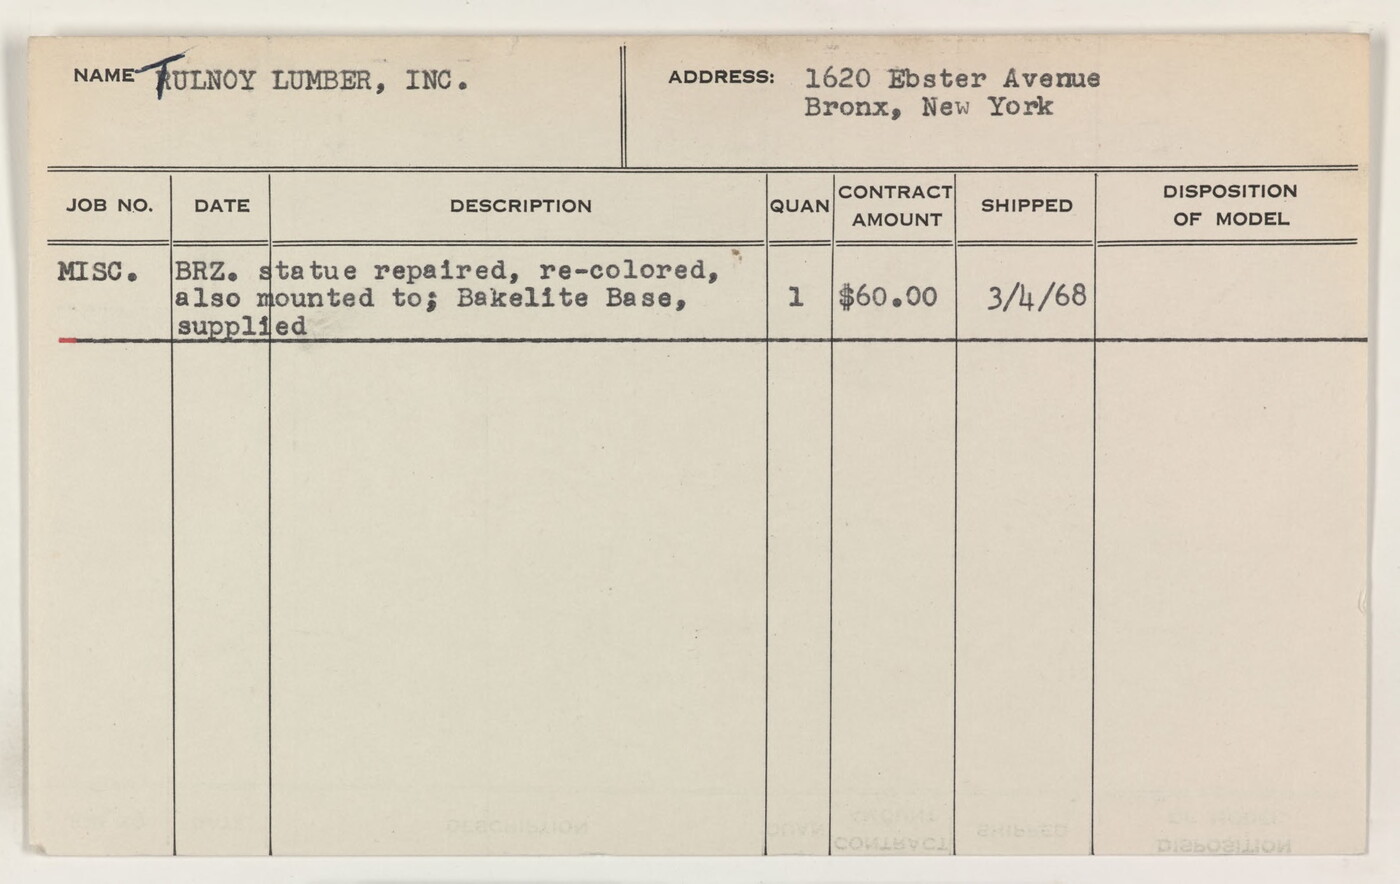 NAME TULNOY LUMBER, INC.
ADDRESS: 1620 Ebster Avenue
Bronx, New York
JOB NO. DATE DESCRIPTION QUAN CONTRACT AMOUNT SHIPPED DISPOSITION OF MODEL
MISC. BRZ. statue repaired, re-colored,
also mounted to; Bakelite Base, 1 $60.00 3/4/68
supplied